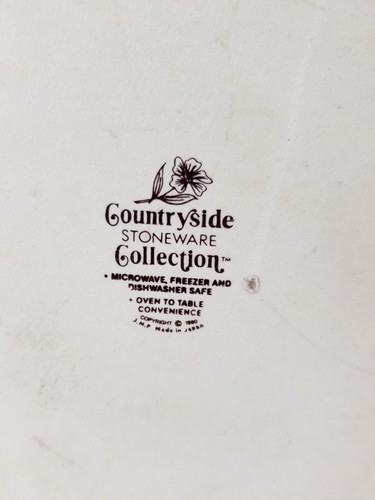 Countryside
STONEWARE
Collection™
• MICROWAVE, FREEZER AND
DISHWASHER SAFE
• OVEN TO TABLE
CONVENIENCE
COPYRIGHT © 1980
J.M.P Made in Japan